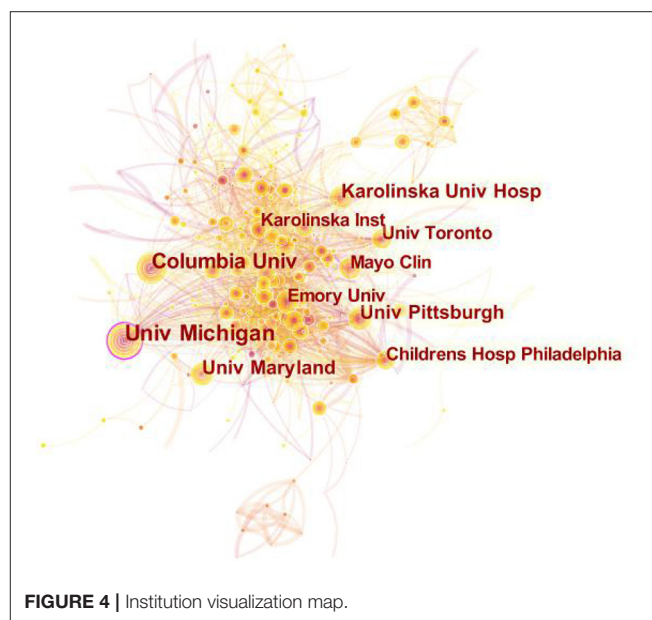 Karolinska Univ Hosp
Karolinska Inst
Univ Toronto
Columbia Univ
Mayo Clin
Emory Univ
Univ Pittsburgh
Univ Michigan
Childrens Hosp Philadelphia
Univ Maryland
FIGURE 4 | Institution visualization map.